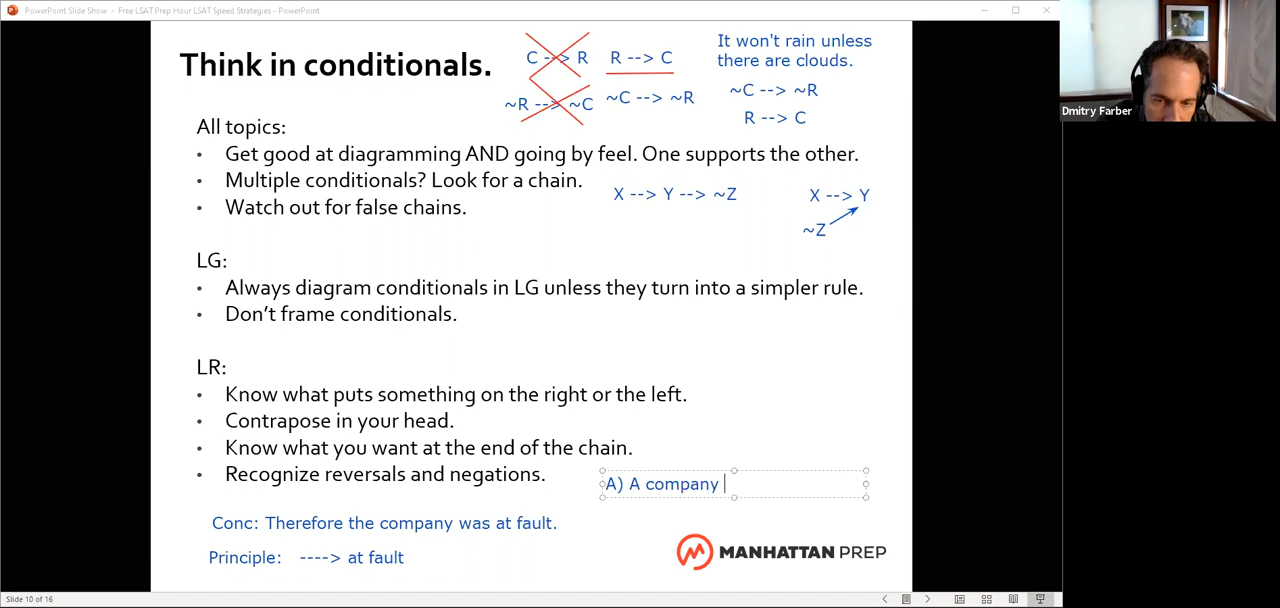 PowerPoint Slide Show - Free LSAT Prep Hour LSAT Speed Strategies - PowerPoint
Think in conditionals.
C --> R
R --> C
~R --> ~C
~C --> ~R
It won't rain unless
there are clouds.
~C --> ~R
R --> C
Dmitry Farber
All topics:
• Get good at diagramming AND going by feel. One supports the other.
• Multiple conditionals? Look for a chain.
X --> Y --> ~Z
X --> Y
~Z
• Watch out for false chains.
LG:
• Always diagram conditionals in LG unless they turn into a simpler rule.
• Don't frame conditionals.
LR:
• Know what puts something on the right or the left.
• Contrapose in your head.
• Know what you want at the end of the chain.
• Recognize reversals and negations.
A) A company
Conc: Therefore the company was at fault.
Principle: ----> at fault
MANHATTAN PREP
Slide 10 of 16